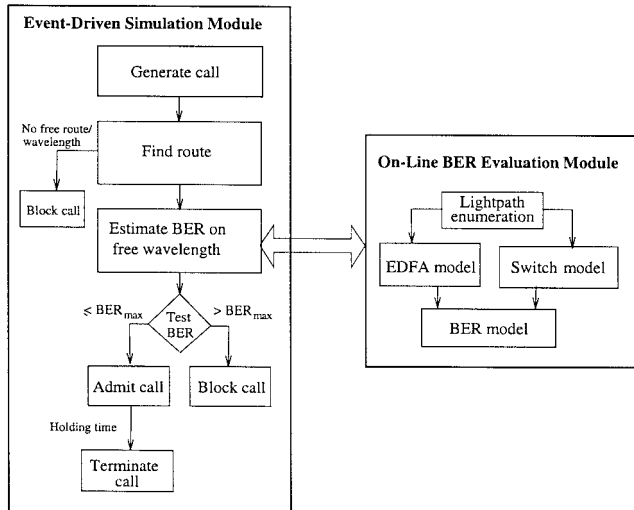 Event-Driven Simulation Module
Generate call
No free route/
wavelength
Find route
Block call
Estimate BER on
free wavelength
≤ BERmax
Test
BER
> BERmax
Admit call
Block call
Holding time
Terminate
call
On-Line BER Evaluation Module
Lightpath
enumeration
EDFA model
Switch model
BER model